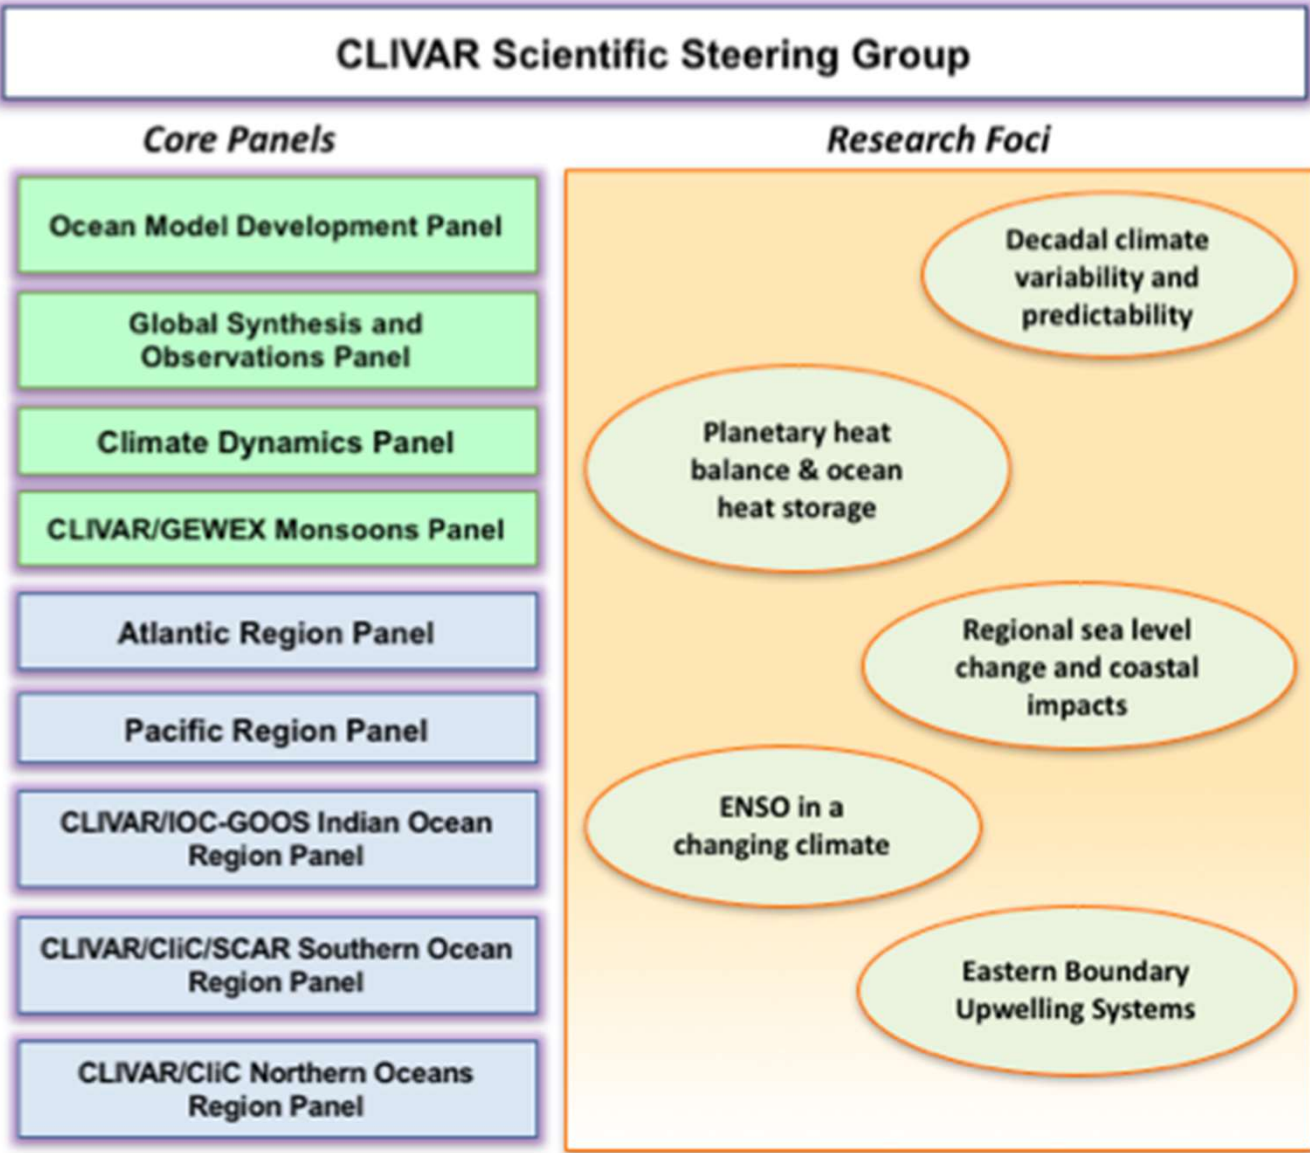 CLIVAR Scientific Steering Group
Core Panels
Ocean Model Development Panel
Global Synthesis and
Observations Panel
Climate Dynamics Panel
CLIVAR/GEWEX Monsoons Panel
Atlantic Region Panel
Pacific Region Panel
CLIVAR/IOC-GOOS Indian Ocean
Region Panel
CLIVAR/CliC/SCAR Southern Ocean
Region Panel
CLIVAR/CliC Northern Oceans
Region Panel
Research Foci
Decadal climate
variability and
predictability
Planetary heat
balance & ocean
heat storage
Regional sea level
change and coastal
impacts
ENSO in a
changing climate
Eastern Boundary
Upwelling Systems